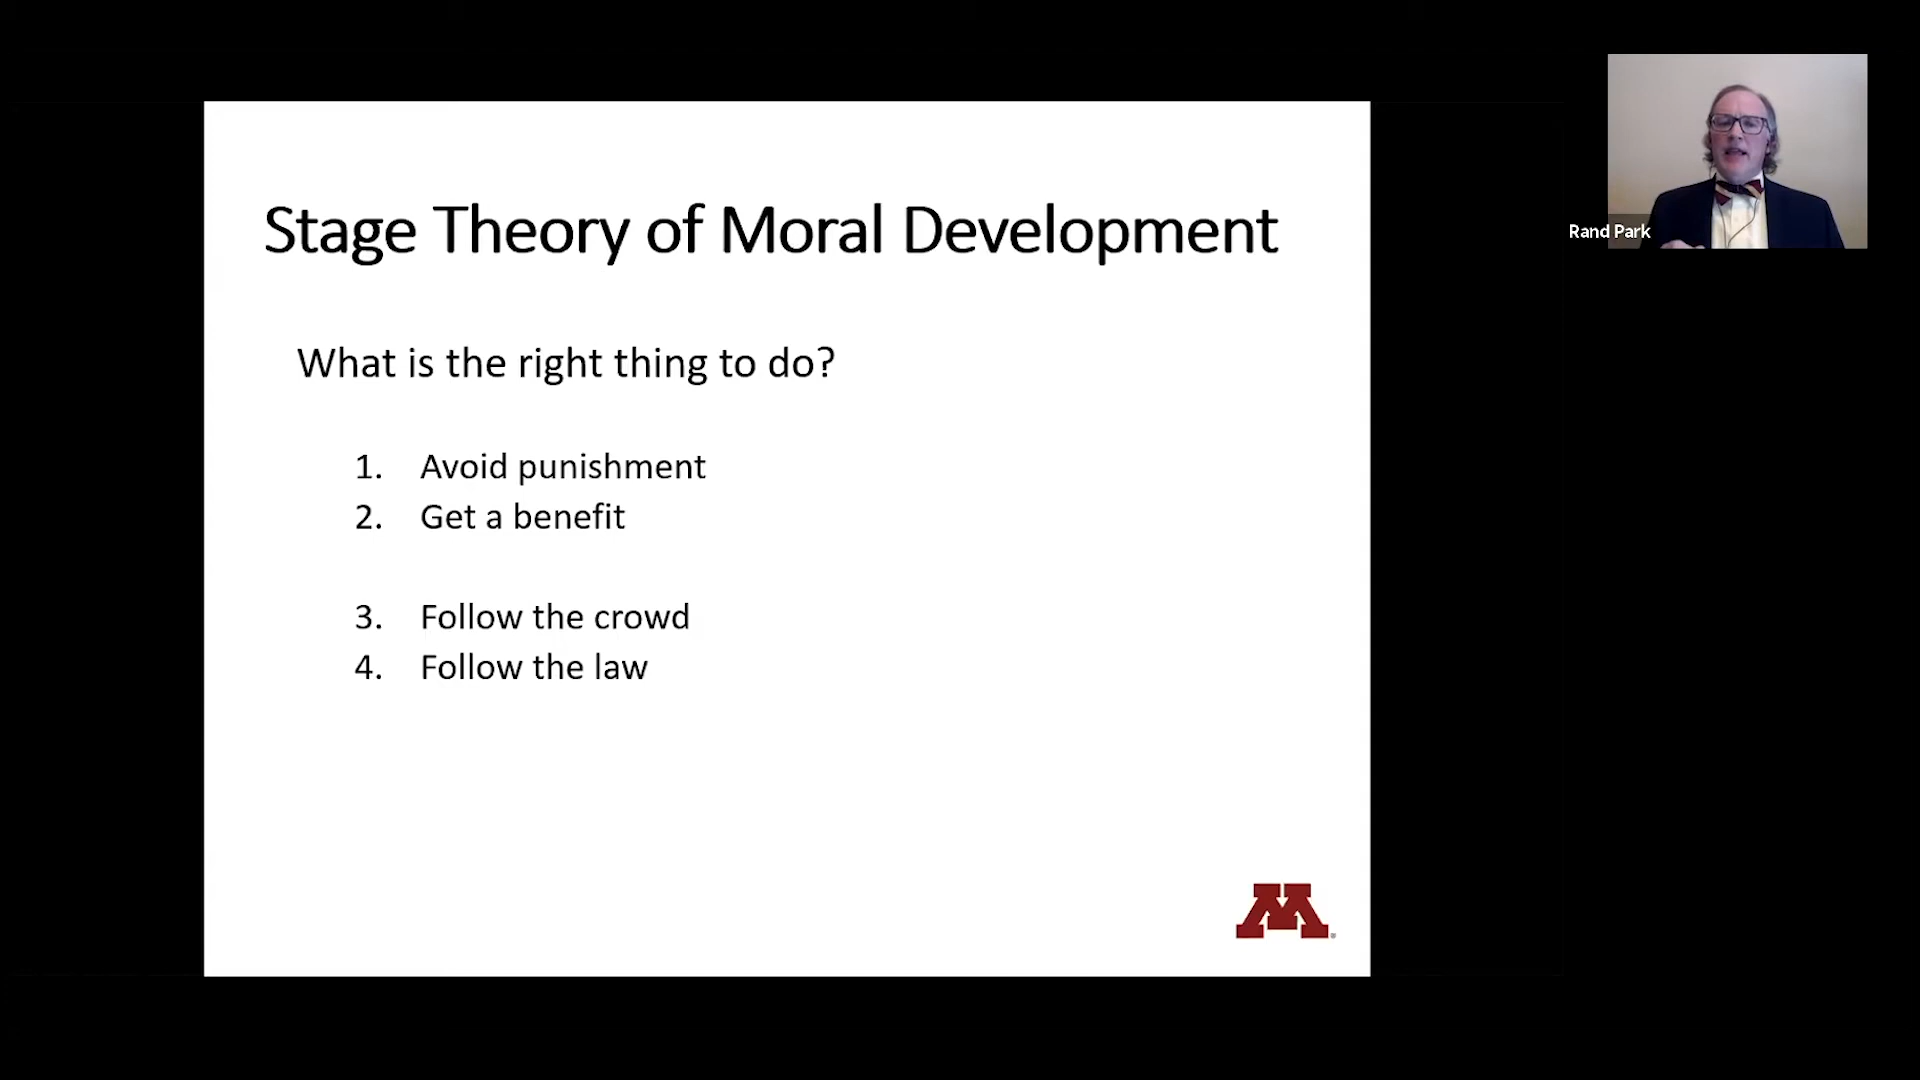 Stage Theory of Moral Development
What is the right thing to do?
1. Avoid punishment
2. Get a benefit
3. Follow the crowd
4. Follow the law
Rand Park
M